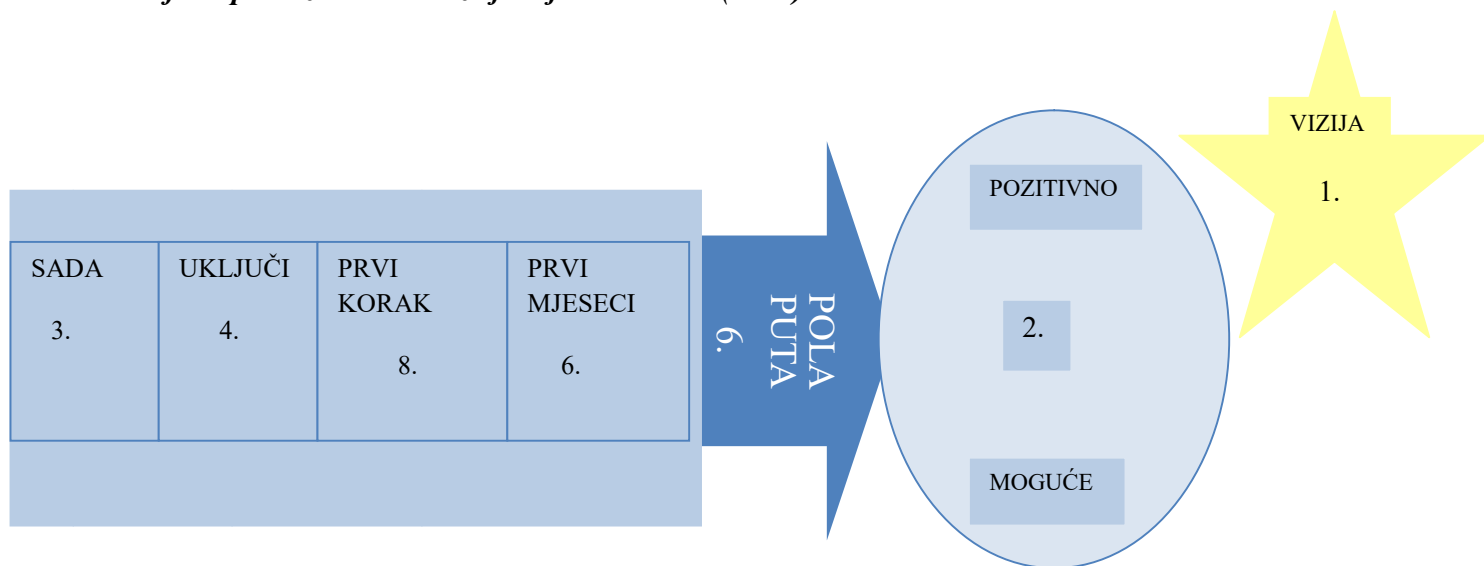 VIZIJA
1.
POZITIVNO
2.
MOGUĆE
SADA
3.
UKLJUČI
4.
PRVI
KORAK
8.
PRVI
MJESECI
6.
POLA
PUTA
6.